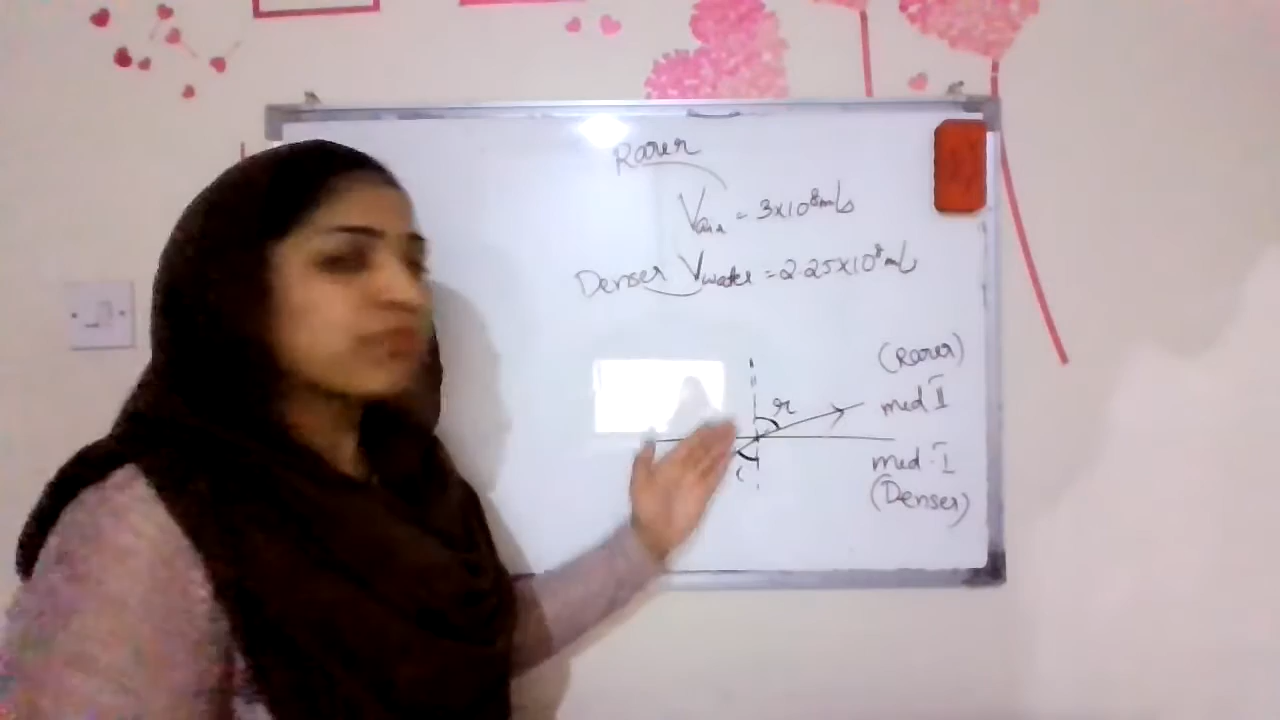 Rarer
Vair = 3x10⁸m/s
Denser Vwater = 2.25x10⁸m/s
(Rarer)
r
med II
med. I
i
(Denser)